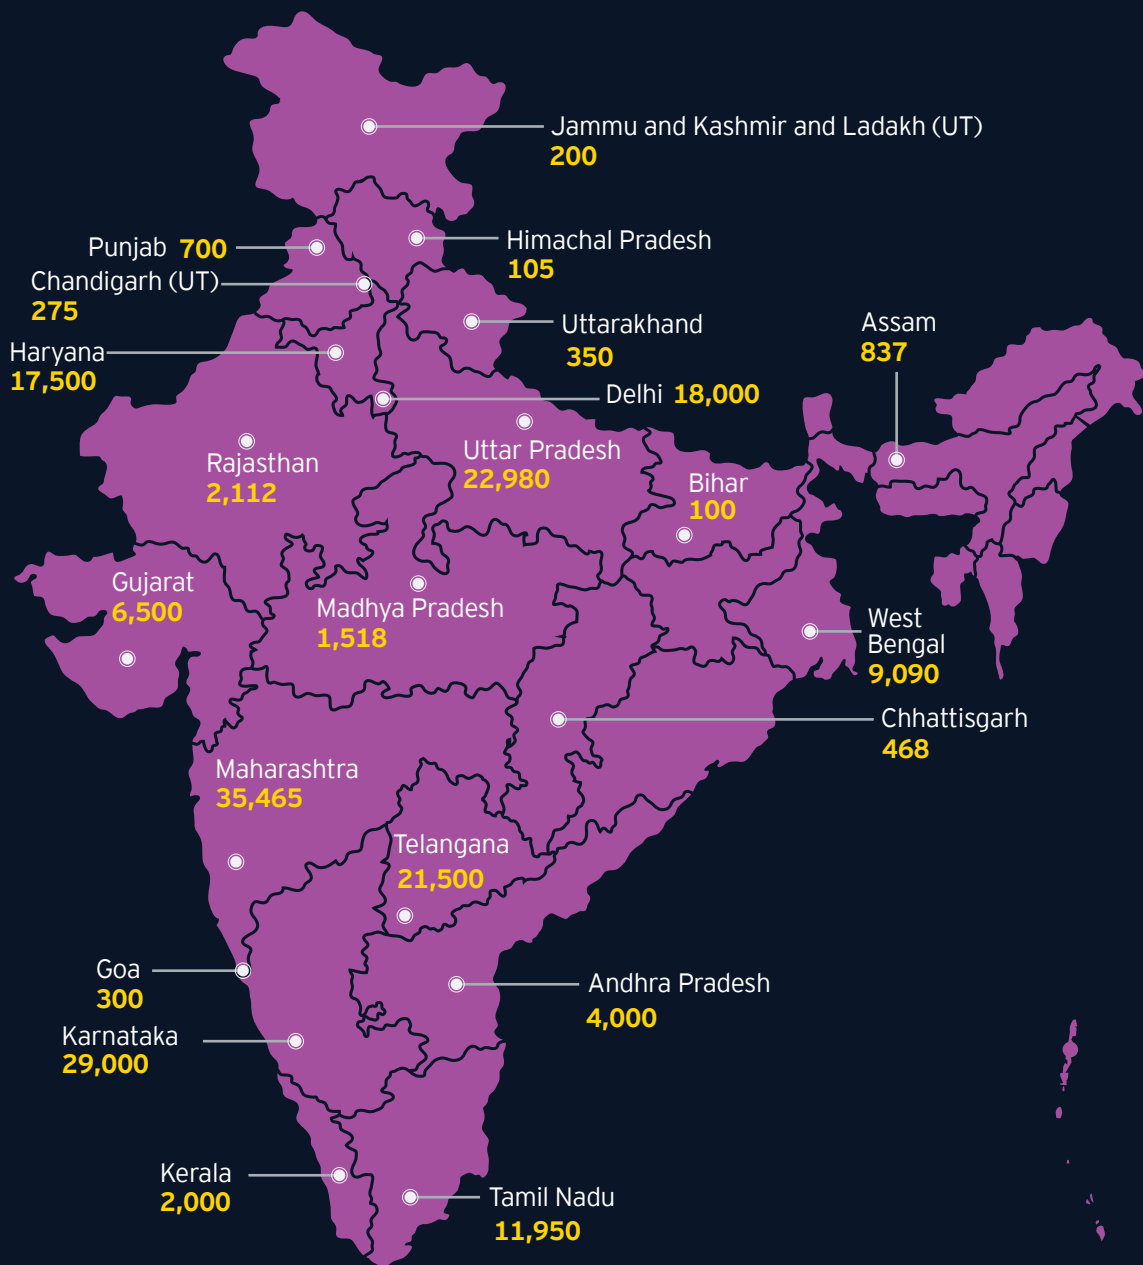 Jammu and Kashmir and Ladakh (UT)
200
Punjab 700
Himachal Pradesh
105
Chandigarh (UT)
275
Uttarakhand
350
Assam
837
Haryana
17,500
Delhi 18,000
Rajasthan
2,112
Uttar Pradesh
22,980
Bihar
100
Gujarat
6,500
Madhya Pradesh
1,518
West
Bengal
9,090
Chhattisgarh
468
Maharashtra
35,465
Telangana
21,500
Goa
300
Andhra Pradesh
4,000
Karnataka
29,000
Kerala
2,000
Tamil Nadu
11,950